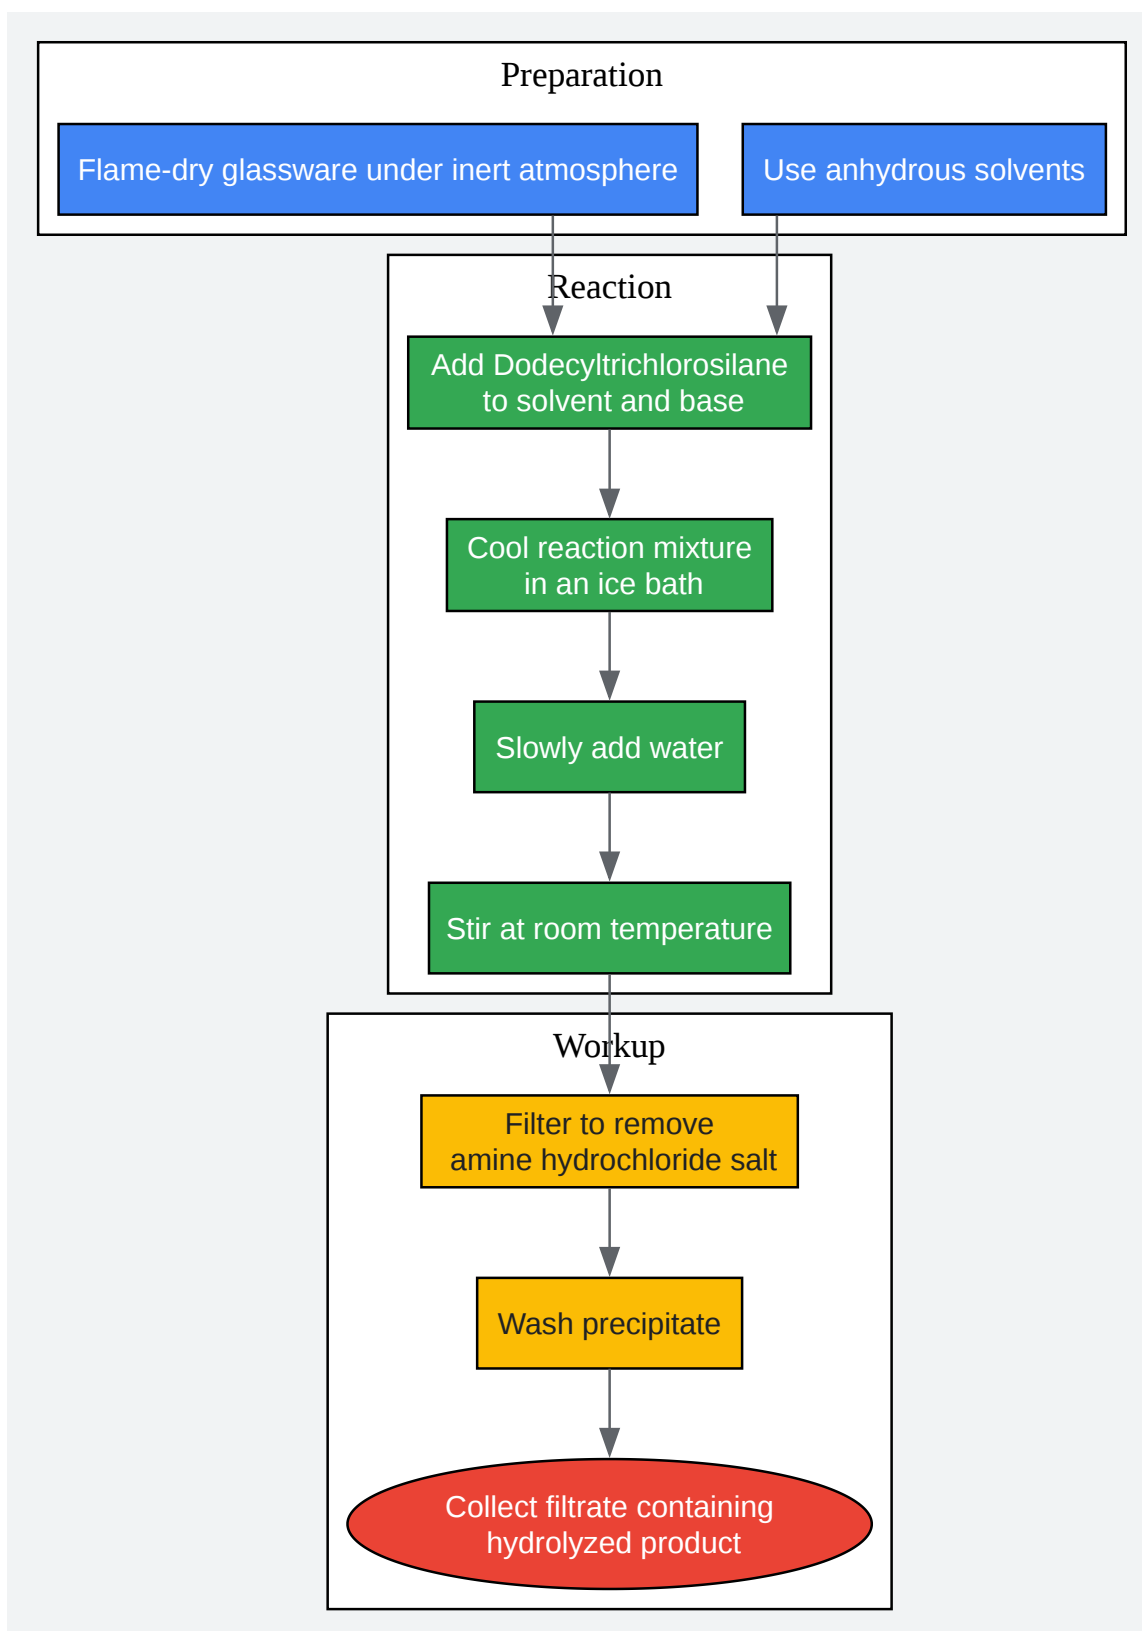 Preparation
Flame-dry glassware under inert atmosphere
Use anhydrous solvents
Reaction
Add Dodecyltrichlorosilane
to solvent and base
Cool reaction mixture
in an ice bath
Slowly add water
Stir at room temperature
Workup
Filter to remove
amine hydrochloride salt
Wash precipitate
Collect filtrate containing
hydrolyzed product